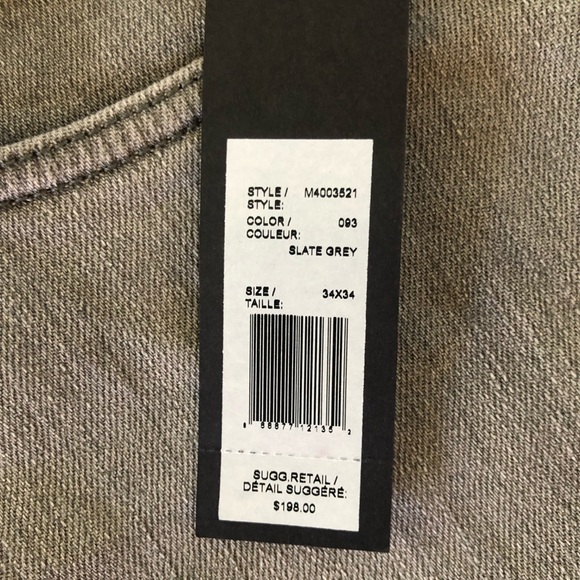 STYLE / M4003521
STYLE:
COLOR / 093
COULEUR:
SLATE GREY
SIZE / 34X34
TAILLE:
SUGG.RETAIL /
DÉTAIL SUGGÉRÉ:
$198.00